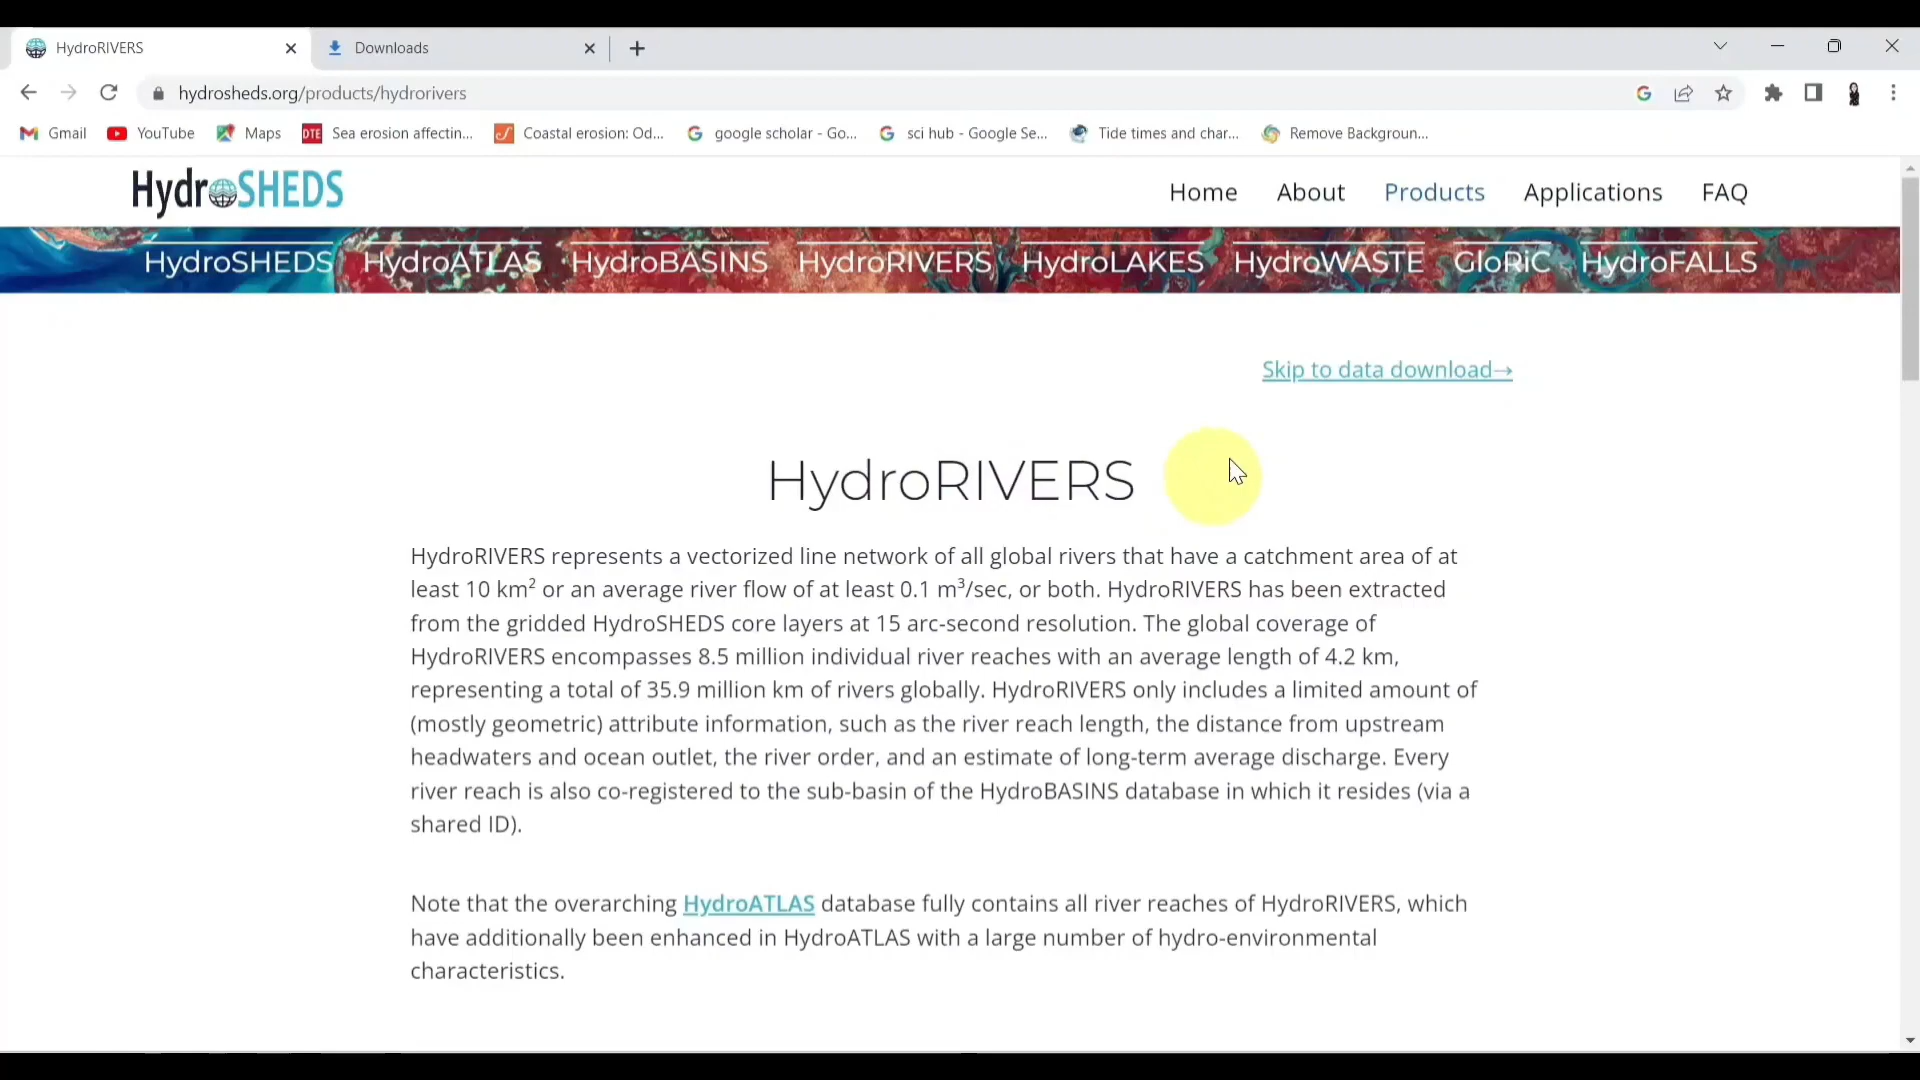 HydroRIVERS
Downloads
hydrosheds.org/products/hydrorivers
Gmail YouTube Maps DTE Sea erosion affectin... Coastal erosion: Od... google scholar - Go... sci hub - Google Se... Tide times and char... Remove Backgroun...
HydroSHEDS Home About Products Applications FAQ
HydroSHEDS HydroATLAS HydroBASINS HydroRIVERS HydroLAKES HydroWASTE GloRiC HydroFALLS
Skip to data download→
HydroRIVERS
HydroRIVERS represents a vectorized line network of all global rivers that have a catchment area of at
least 10 km² or an average river flow of at least 0.1 m³/sec, or both. HydroRIVERS has been extracted
from the gridded HydroSHEDS core layers at 15 arc-second resolution. The global coverage of
HydroRIVERS encompasses 8.5 million individual river reaches with an average length of 4.2 km,
representing a total of 35.9 million km of rivers globally. HydroRIVERS only includes a limited amount of
(mostly geometric) attribute information, such as the river reach length, the distance from upstream
headwaters and ocean outlet, the river order, and an estimate of long-term average discharge. Every
river reach is also co-registered to the sub-basin of the HydroBASINS database in which it resides (via a
shared ID).
Note that the overarching HydroATLAS database fully contains all river reaches of HydroRIVERS, which
have additionally been enhanced in HydroATLAS with a large number of hydro-environmental
characteristics.